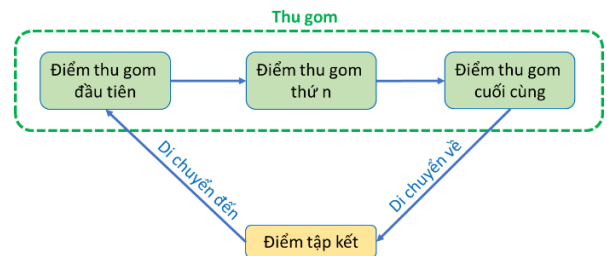 Thu gom
Điểm thu gom
đầu tiên
Điểm thu gom
thứ n
Điểm thu gom
cuối cùng
Di chuyển đến
Di chuyển về
Điểm tập kết